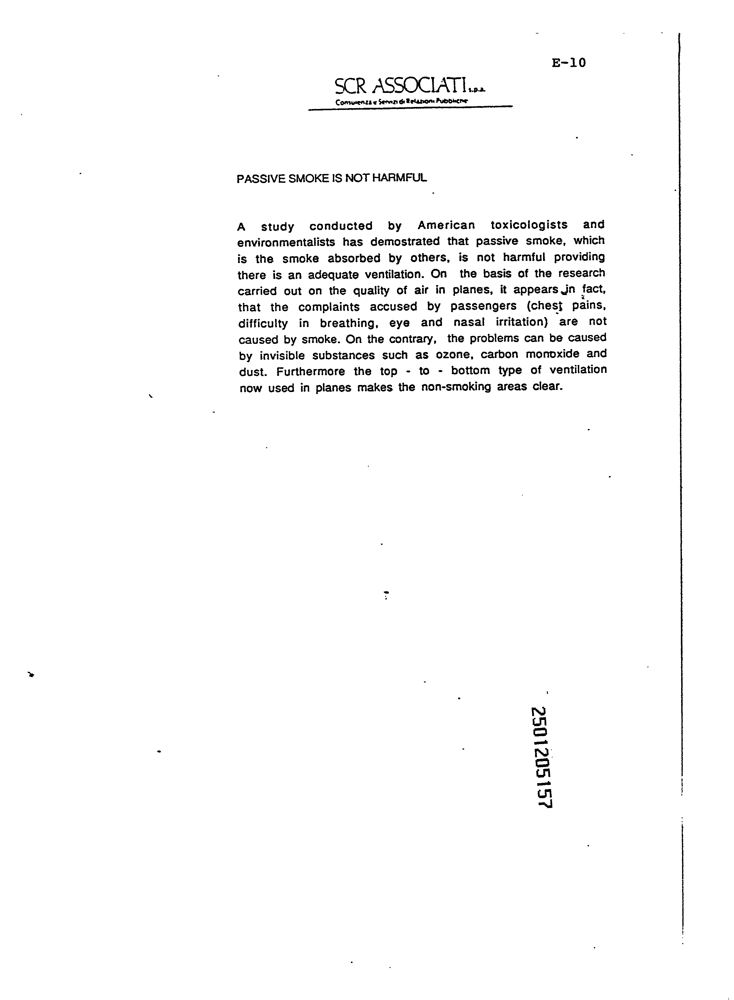 E-10
SCR ASSOCIATI s.p.a.
Consulenza e Servizi di Relazioni Pubbliche
PASSIVE SMOKE IS NOT HARMFUL
A study conducted by American toxicologists and
environmentalists has demostrated that passive smoke, which
is the smoke absorbed by others, is not harmful providing
there is an adequate ventilation. On the basis of the research
carried out on the quality of air in planes, it appears in fact,
that the complaints accused by passengers (chest pains,
difficulty in breathing, eye and nasal irritation) are not
caused by smoke. On the contrary, the problems can be caused
by invisible substances such as ozone, carbon monoxide and
dust. Furthermore the top - to - bottom type of ventilation
now used in planes makes the non-smoking areas clear.
2501205157